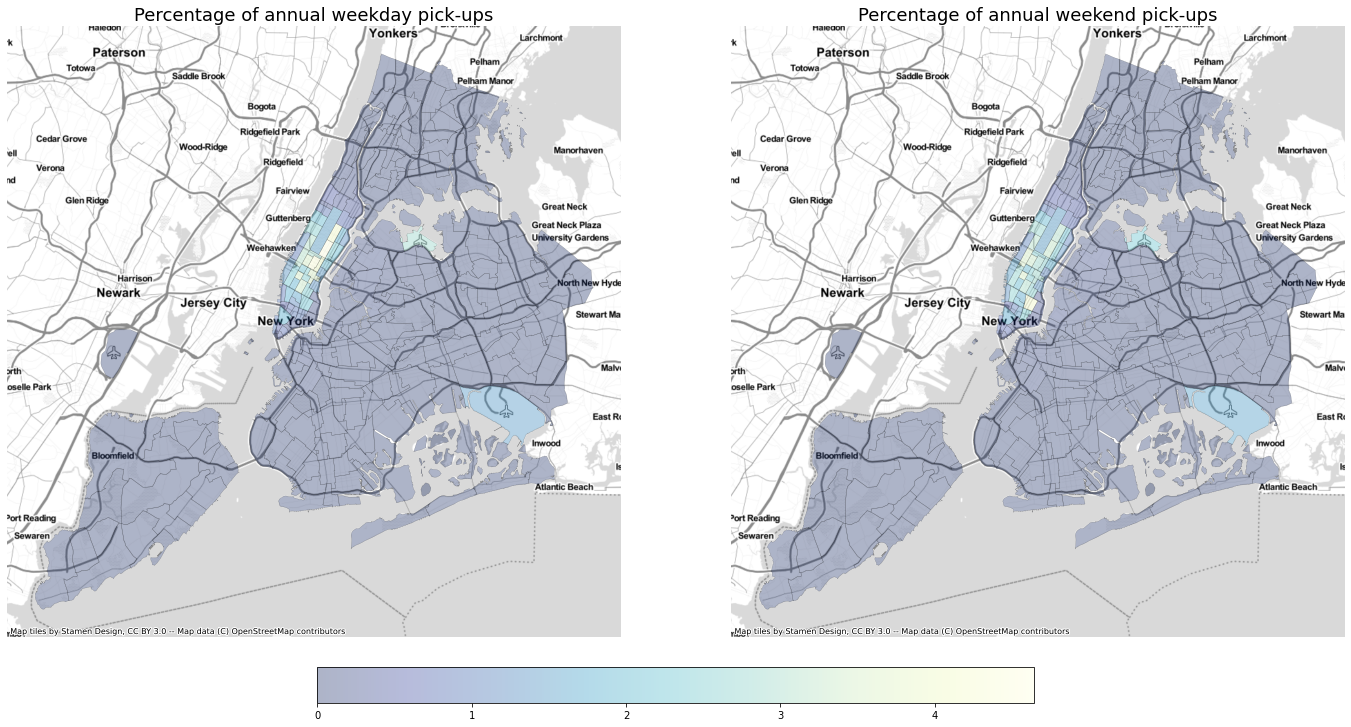 Percentage of annual weekday pick-ups
Haledon
Yonkers
Paterson
Larchmont
Totowa
Saddle Brook
Pelham
Pelham Manor
Bogota
Cedar Grove
Ridgefield Park
Wood-Ridge
Manorhaven
Verona
Ridgefield
Fairview
Glen Ridge
Great Neck
Guttenberg
Great Neck Plaza
University Gardens
Weehawken
Harrison
North New Hyde
Newark
Jersey City
New York
Stewart Ma
Malve
oselle Park
East Ro
Inwood
Bloomfield
Atlantic Beach
Port Reading
Sewaren
Map tiles by Stamen Design, CC BY 3.0 -- Map data (C) OpenStreetMap contributors
Percentage of annual weekend pick-ups
Haledon
Yonkers
Paterson
Larchmont
Totowa
Saddle Brook
Pelham
Pelham Manor
Bogota
Cedar Grove
Ridgefield Park
Wood-Ridge
Manorhaven
Verona
Ridgefield
Fairview
Glen Ridge
Great Neck
Guttenberg
Great Neck Plaza
University Gardens
Weehawken
Harrison
North New Hyde
Newark
Jersey City
New York
Stewart Ma
Malve
oselle Park
East Ro
Inwood
Bloomfield
Atlantic Beach
Port Reading
Sewaren
Map tiles by Stamen Design, CC BY 3.0 -- Map data (C) OpenStreetMap contributors
0 1 2 3 4